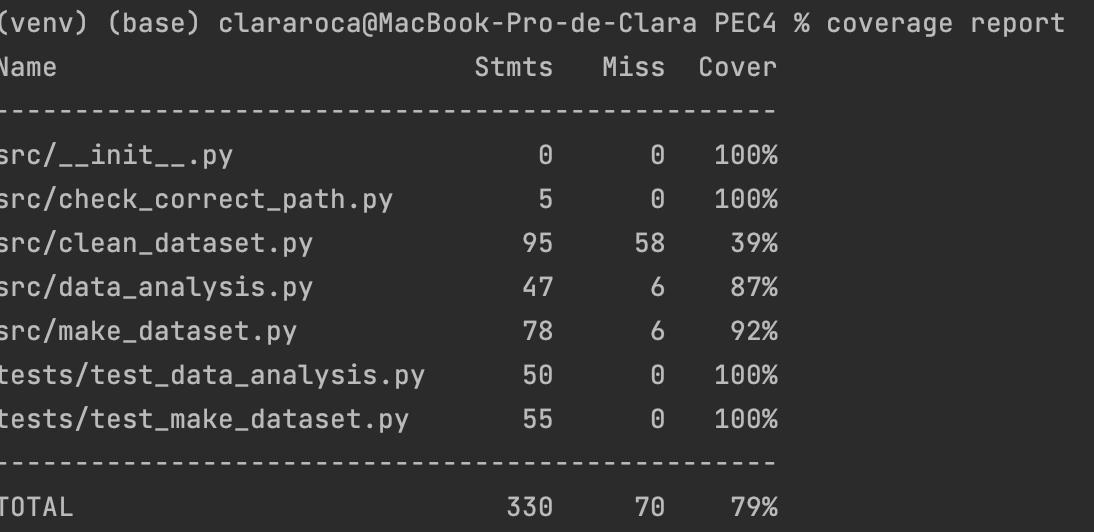 (venv) (base) clararoca@MacBook-Pro-de-Clara PEC4 % coverage report
Name                              Stmts   Miss  Cover
-------------------------------------------------
src/__init__.py                       0      0   100%
src/check_correct_path.py             5      0   100%
src/clean_dataset.py                 95     58    39%
src/data_analysis.py                 47      6    87%
src/make_dataset.py                  78      6    92%
tests/test_data_analysis.py          50      0   100%
tests/test_make_dataset.py           55      0   100%
-------------------------------------------------
TOTAL                               330     70    79%